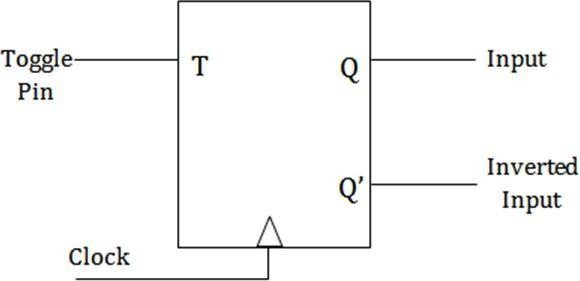 Toggle
Pin
T
Q
Input
Q’
Inverted
Input
Clock